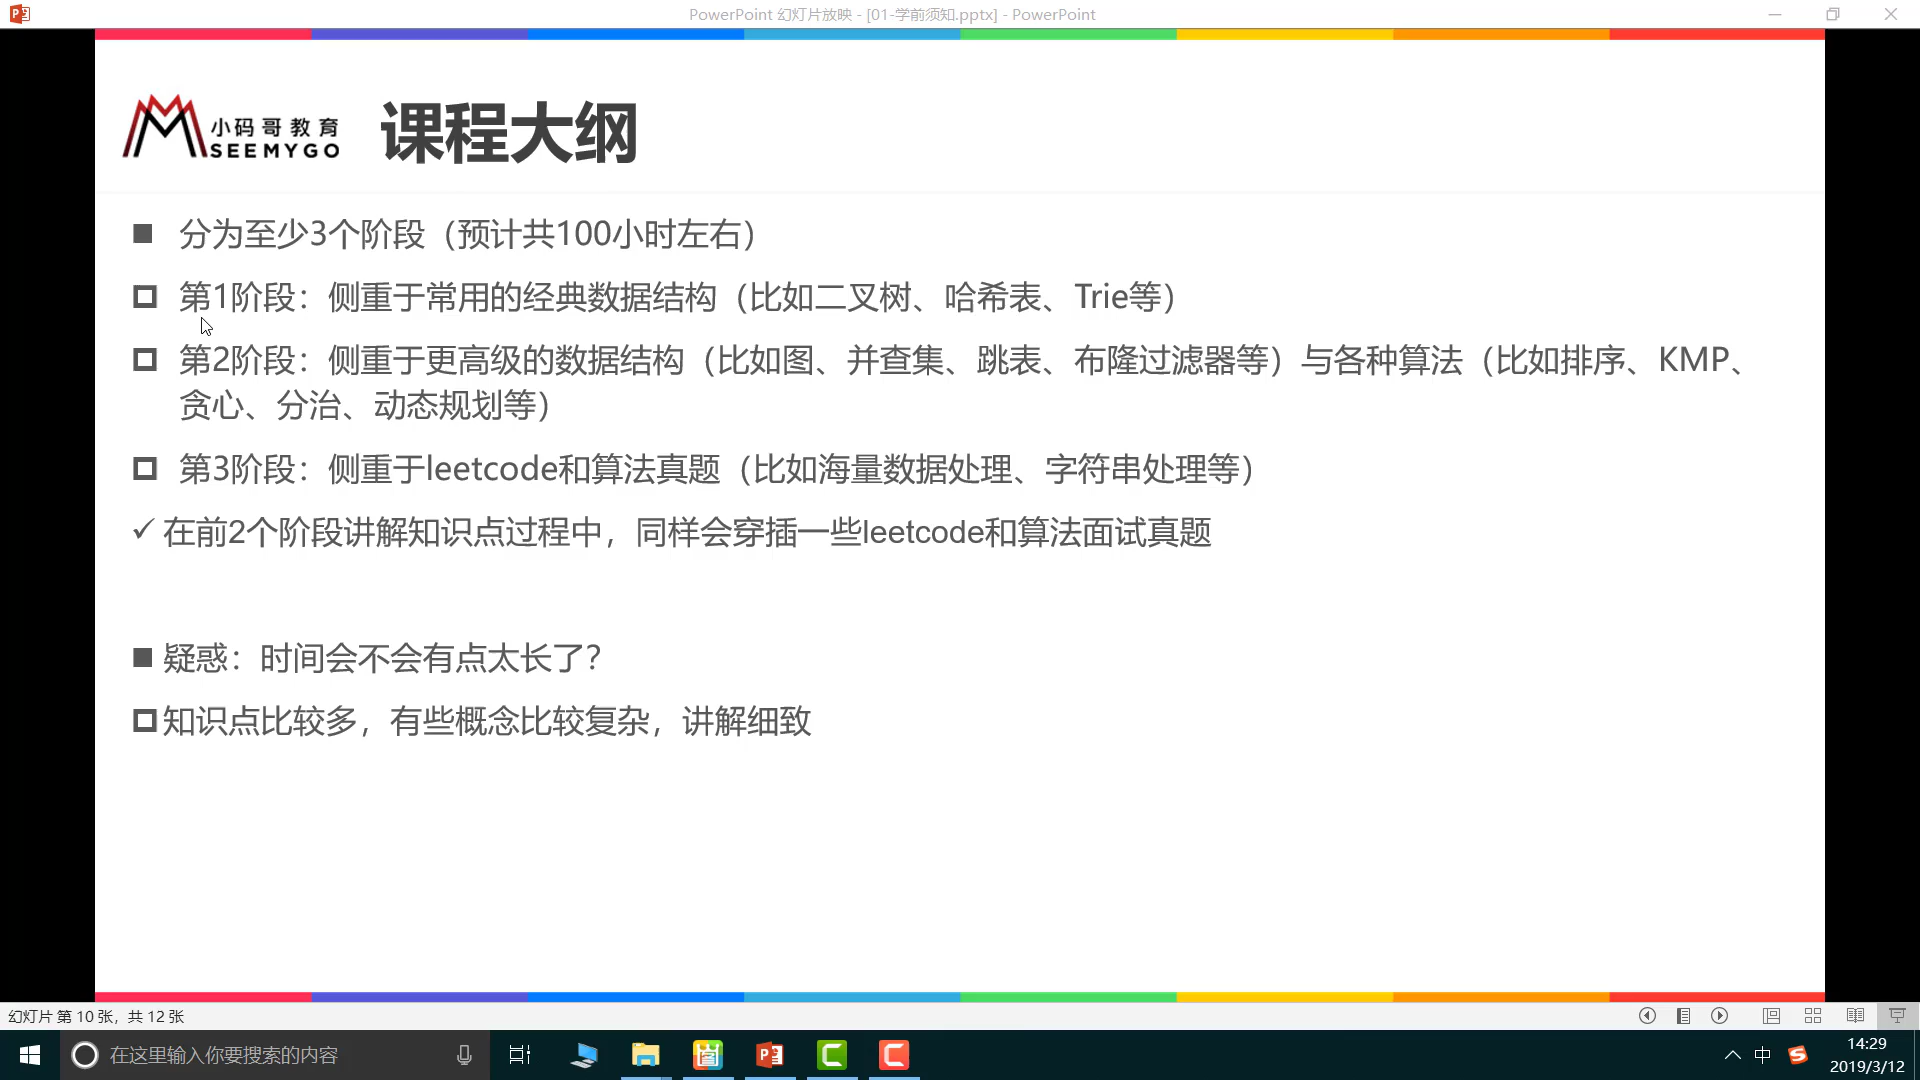 PowerPoint 幻灯片放映 - [01-学前须知.pptx] - PowerPoint
小码哥教育
SEEMYGO
课程大纲
分为至少3个阶段（预计共100小时左右）
第1阶段：侧重于常用的经典数据结构（比如二叉树、哈希表、Trie等）
第2阶段：侧重于更高级的数据结构（比如图、并查集、跳表、布隆过滤器等）与各种算法（比如排序、KMP、
贪心、分治、动态规划等）
第3阶段：侧重于leetcode和算法真题（比如海量数据处理、字符串处理等）
在前2个阶段讲解知识点过程中，同样会穿插一些leetcode和算法面试真题
疑惑：时间会不会有点太长了？
知识点比较多，有些概念比较复杂，讲解细致
幻灯片 第 10 张，共 12 张
在这里输入你要搜索的内容
中
14:29
2019/3/12